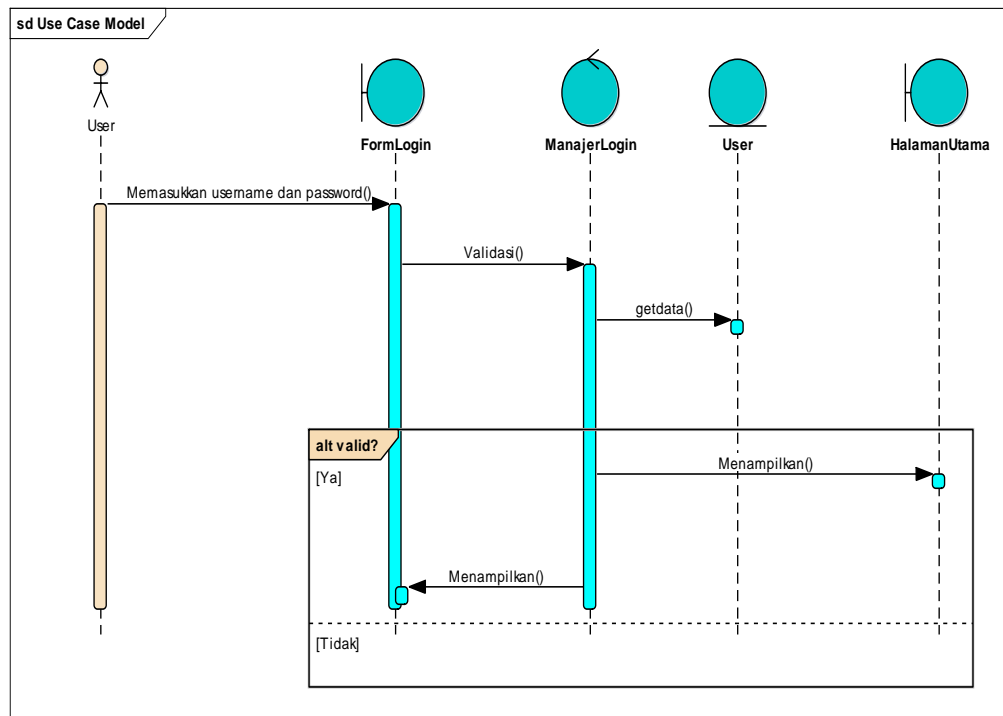 sd Use Case Model
User
FormLogin
ManajerLogin
User
HalamanUtama
Memasukkan username dan password()
Validasi()
getdata()
alt valid?
[Ya]
Menampilkan()
Menampilkan()
[Tidak]